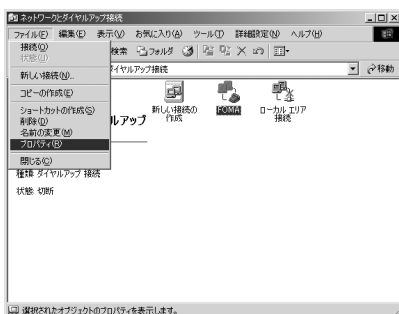 ネットワークとダイヤルアップ接続
ファイル(F) 編集(E) 表示(V) お気に入り(A) ツール(T) 詳細設定(N) ヘルプ(H)
接続(O)
状態(U)
新しい接続(N)...
コピーの作成(E)
ショートカットの作成(S)
削除(D)
名前の変更(M)
プロパティ(R)
閉じる(C)
検索 フォルダ
ダイヤルアップ接続 移動
ルアップ
新しい接続の
作成
FOMA
ローカル エリア
接続
種類: ダイヤルアップ 接続
状態: 切断
選択されたオブジェクトのプロパティを表示します。